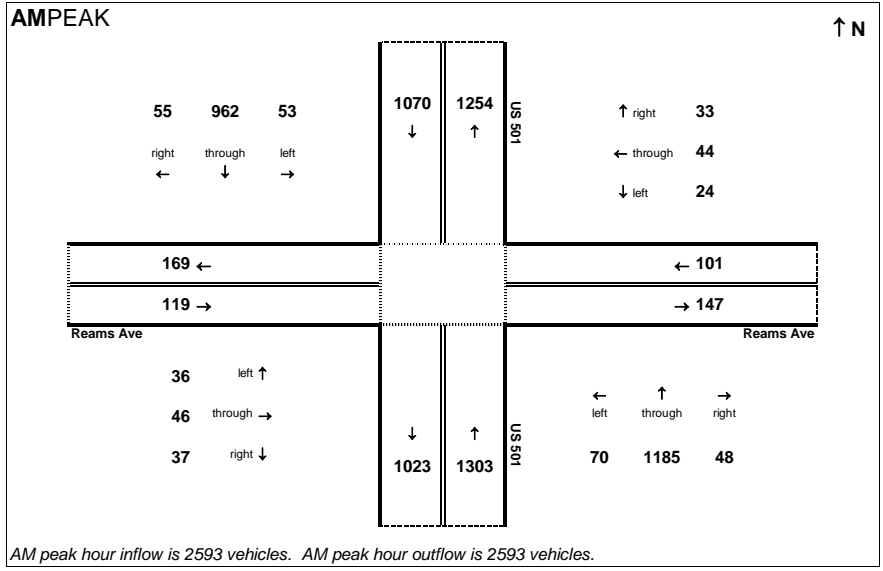 AMPEAK
↑ N
55 962 53
right through left
← ↓ →
1070 1254
↓ ↑
US 501
↑ right 33
← through 44
↓ left 24
169 ←
119 →
Reams Ave
← 101
→ 147
Reams Ave
36 left ↑
46 through →
37 right ↓
↓ ↑
1023 1303
US 501
← ↑ →
left through right
70 1185 48
AM peak hour inflow is 2593 vehicles. AM peak hour outflow is 2593 vehicles.